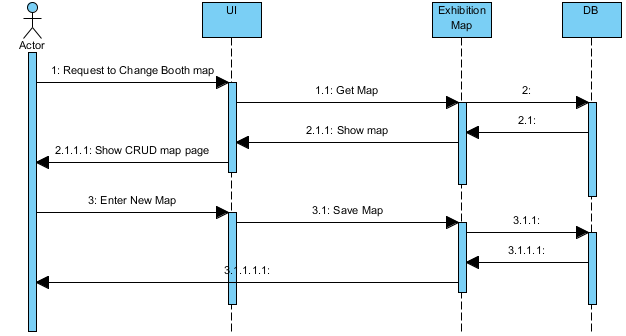 UI
Exhibition
Map
DB
Actor
1: Request to Change Booth map
1.1: Get Map
2:
2.1:
2.1.1: Show map
2.1.1.1: Show CRUD map page
3: Enter New Map
3.1: Save Map
3.1.1:
3.1.1.1:
3.1.1.1.1: